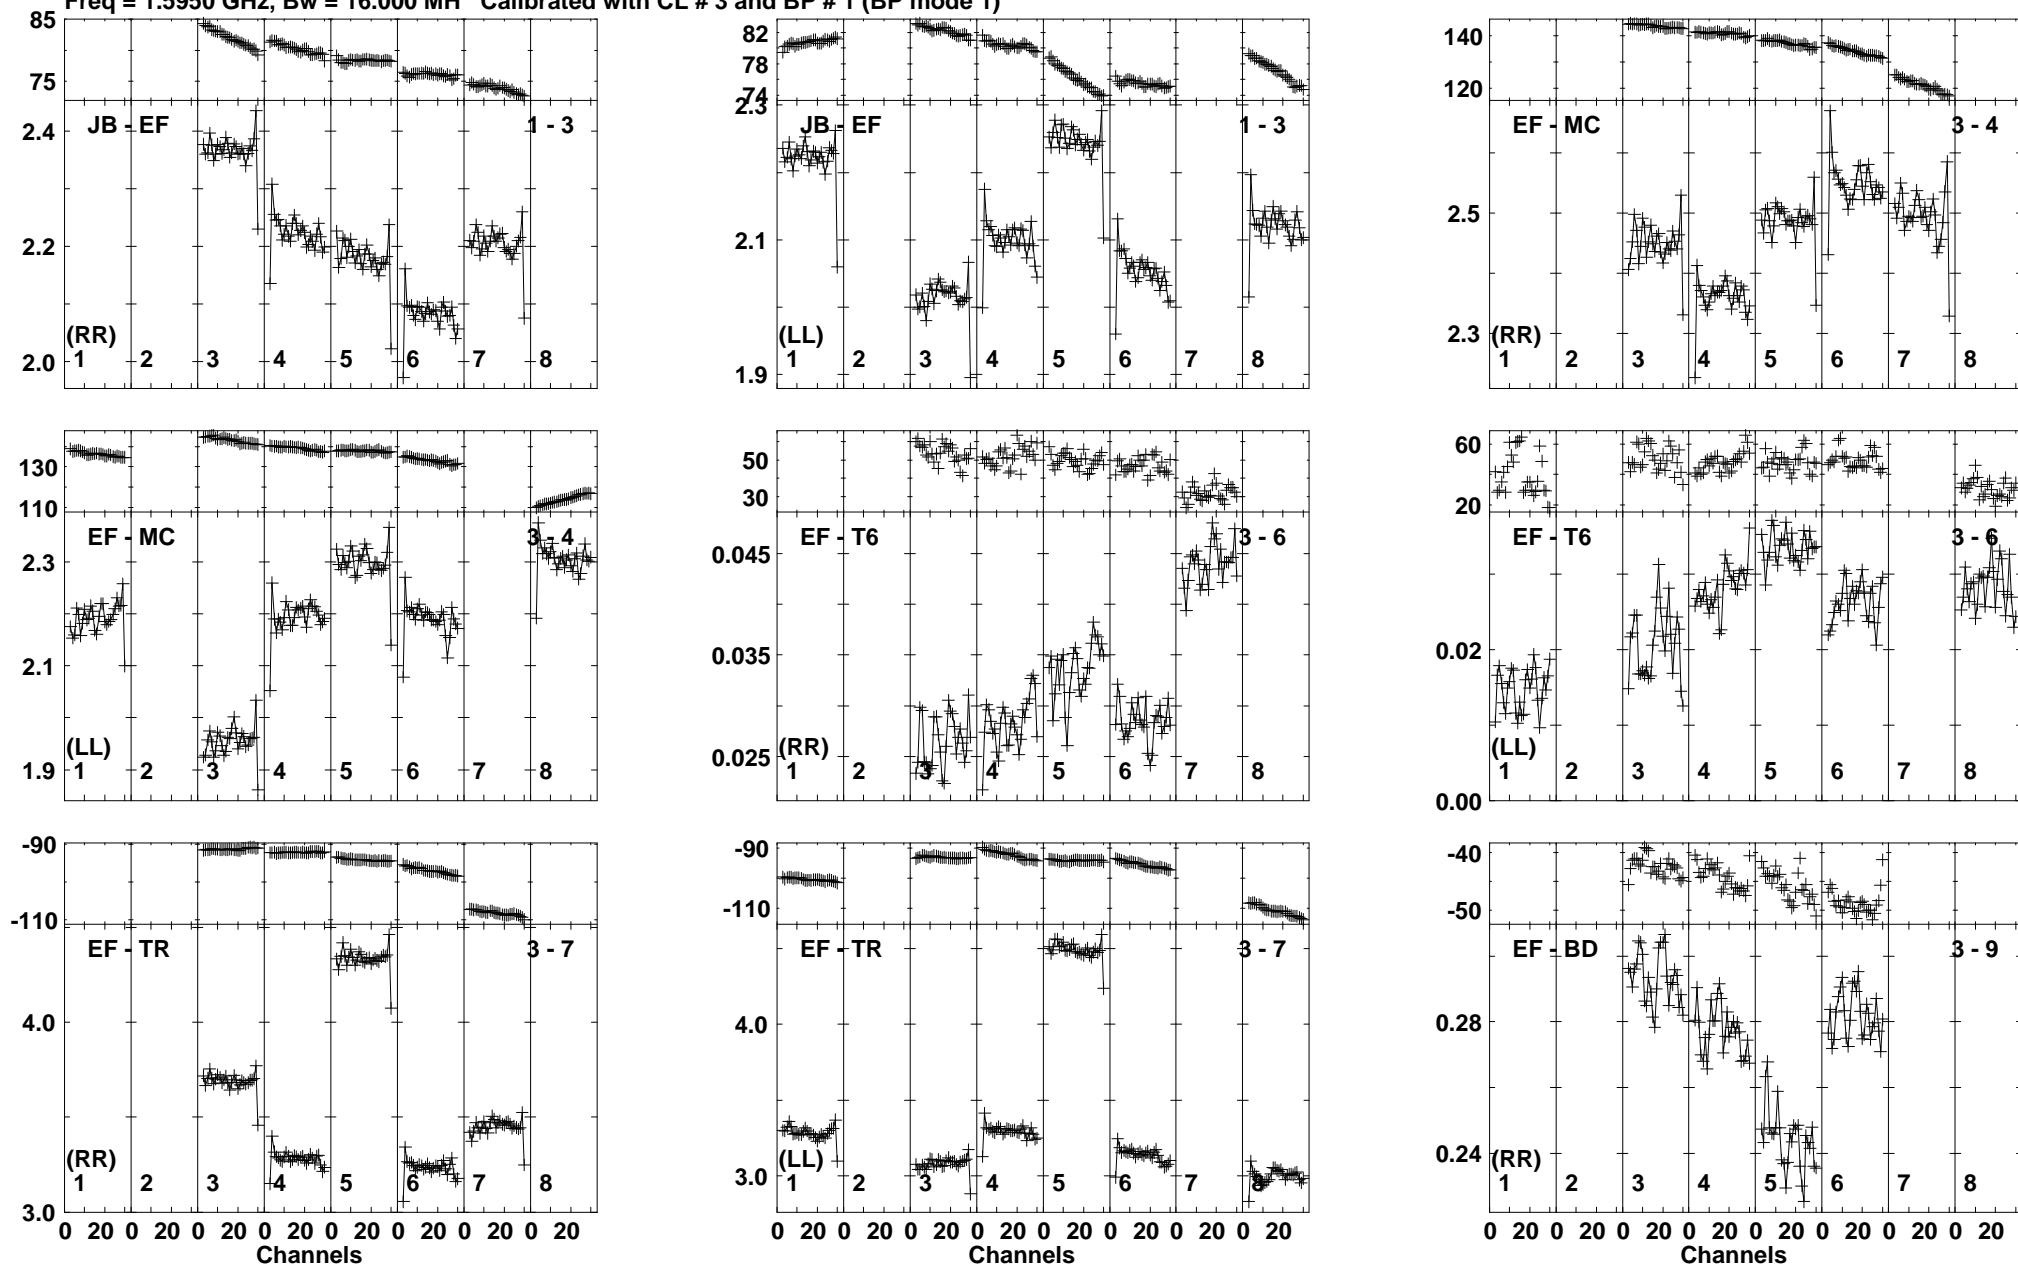 Freq = 1.5950 GHz, Bw = 16.000 MH Calibrated with CL # 3 and BP # 1 (BP mode 1)
85
75
JB - EF
1 - 3
2.4
2.2
2.0
(RR)
1 2 3 4 5 6 7 8
82
78
74
2.3
JB - EF
1 - 3
2.1
1.9
(LL)
1 2 3 4 5 6 7 8
140
120
EF - MC
3 - 4
2.5
2.3
(RR)
1 2 3 4 5 6 7 8
130
110
EF - MC
3 - 4
2.3
2.1
1.9
(LL)
1 2 3 4 5 6 7 8
50
30
EF - T6
3 - 6
0.045
0.035
0.025
(RR)
1 2 3 4 5 6 7 8
60
20
EF - T6
3 - 6
0.02
0.00
(LL)
1 2 3 4 5 6 7 8
-90
-110
EF - TR
3 - 7
4.0
3.0
(RR)
1 2 3 4 5 6 7 8
0 20 0 20 0 20 0 20 0 20 0 20 0 20 0 20
Channels
-90
-110
EF - TR
3 - 7
4.0
3.0
(LL)
1 2 3 4 5 6 7 8
0 20 0 20 0 20 0 20 0 20 0 20 0 20 0 20
Channels
-40
-50
EF - BD
3 - 9
0.28
0.24
(RR)
1 2 3 4 5 6 7 8
0 20 0 20 0 20 0 20 0 20 0 20 0 20 0 20
Channels